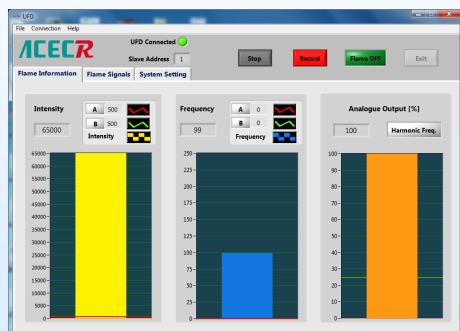 UFD
File Connection Help
ACECR
UFD Connected
Slave Address 1
Stop
Record
Flame OFF
Exit
Flame Information Flame Signals System Setting
Intensity
65000
A 500
B 500
Intensity
65000
60000
55000
50000
45000
40000
35000
30000
25000
20000
15000
10000
5000
0
Frequency
99
A 0
B 0
Frequency
250
225
200
175
150
125
100
75
50
25
0
Analogue Output [%]
100
Harmonic Freq.
100
90
80
70
60
50
40
30
20
10
0